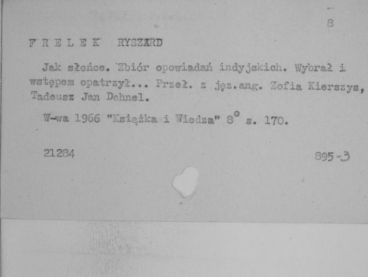 8
F R E L E K   RYSZARD
Jak słońce. Zbiór opowiadań indyjskich. Wybrał i
wstępem opatrzył... Przeł. z jęz.ang. Zofia Kierszys,
Tadeusz Jan Dehnel.
W-wa 1966 "Książka i Wiedza" 8° s. 170.
21284
895-3